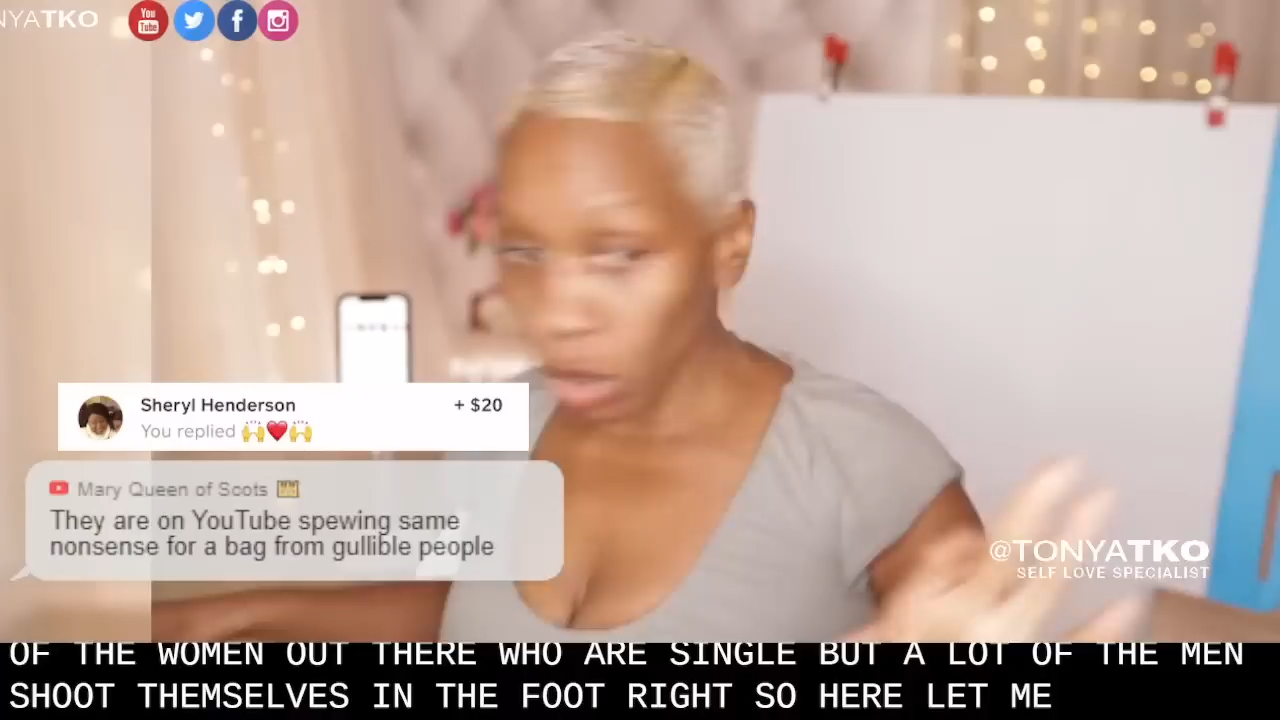 NYATKO
You
Tube
Sheryl Henderson + $20
You replied 🙌❤️🙌
Mary Queen of Scots
They are on YouTube spewing same
nonsense for a bag from gullible people
@TONYATKO
SELF LOVE SPECIALIST
OF THE WOMEN OUT THERE WHO ARE SINGLE BUT A LOT OF THE MEN
SHOOT THEMSELVES IN THE FOOT RIGHT SO HERE LET ME